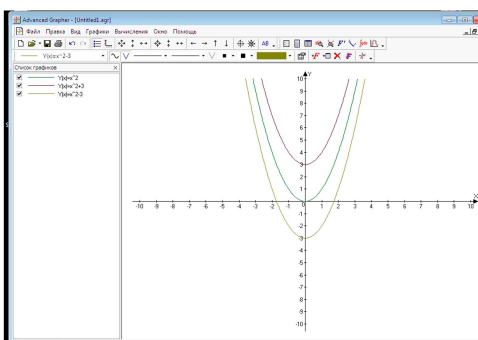 Advanced Grapher - [Untitled1.agr]
Файл Правка Вид Графики Вычисления Окно Помощь
Y(x)=x^2-3
Список графиков
Y(x)=x^2
Y(x)=x^2+3
Y(x)=x^2-3
Y
10
9
8
7
6
5
4
3
2
1
-10 -9 -8 -7 -6 -5 -4 -3 -2 -1 0 1 2 3 4 5 6 7 8 9 10
X
-1
-2
-3
-4
-5
-6
-7
-8
-9
-10